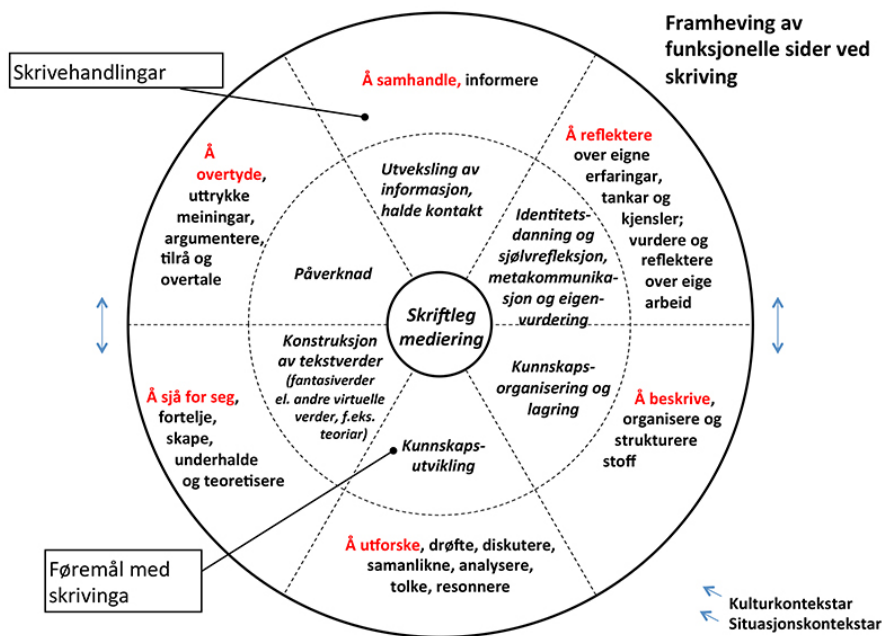 Framheving av
funksjonelle sider ved
skriving
Skrivehandlingar
Å samhandle, informere
Å reflektere
over eigne
erfaringar,
tankar og
kjensler;
vurdere og
reflektere
over eige
arbeid
Å
overtyde,
uttrykke
meiningar,
argumentere,
tilrå og
overtale
Utveksling av
informasjon,
halde kontakt
Identitets-
danning og
sjølvrefleksjon,
metakommunika-
sjon og eigen-
vurdering
Påverknad
Skriftleg
mediering
Konstruksjon
av tekstverder
(fantasiverder
el. andre virtuelle
verder, f.eks.
teoriar)
Kunnskaps-
organisering og
lagring
Å sjå for seg,
fortelje,
skape,
underhalde
og teoretisere
Å beskrive,
organisere og
strukturere
stoff
Kunnskaps-
utvikling
Å utforske, drøfte, diskutere,
samanlikne, analysere,
tolke, resonnere
Føremål med
skrivinga
Kulturkontekstar
Situasjonskontekstar